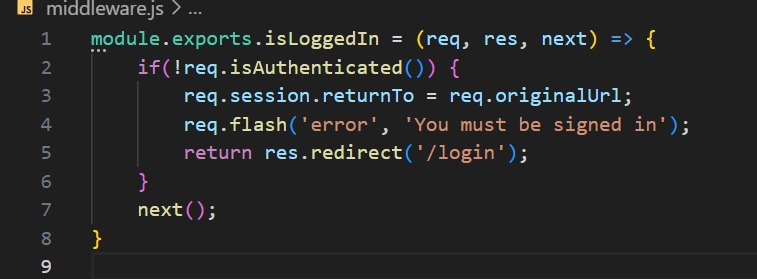 JS middleware.js > ...
1 module.exports.isLoggedIn = (req, res, next) => {
2     if(!req.isAuthenticated()) {
3         req.session.returnTo = req.originalUrl;
4         req.flash('error', 'You must be signed in');
5         return res.redirect('/login');
6     }
7     next();
8 }
9